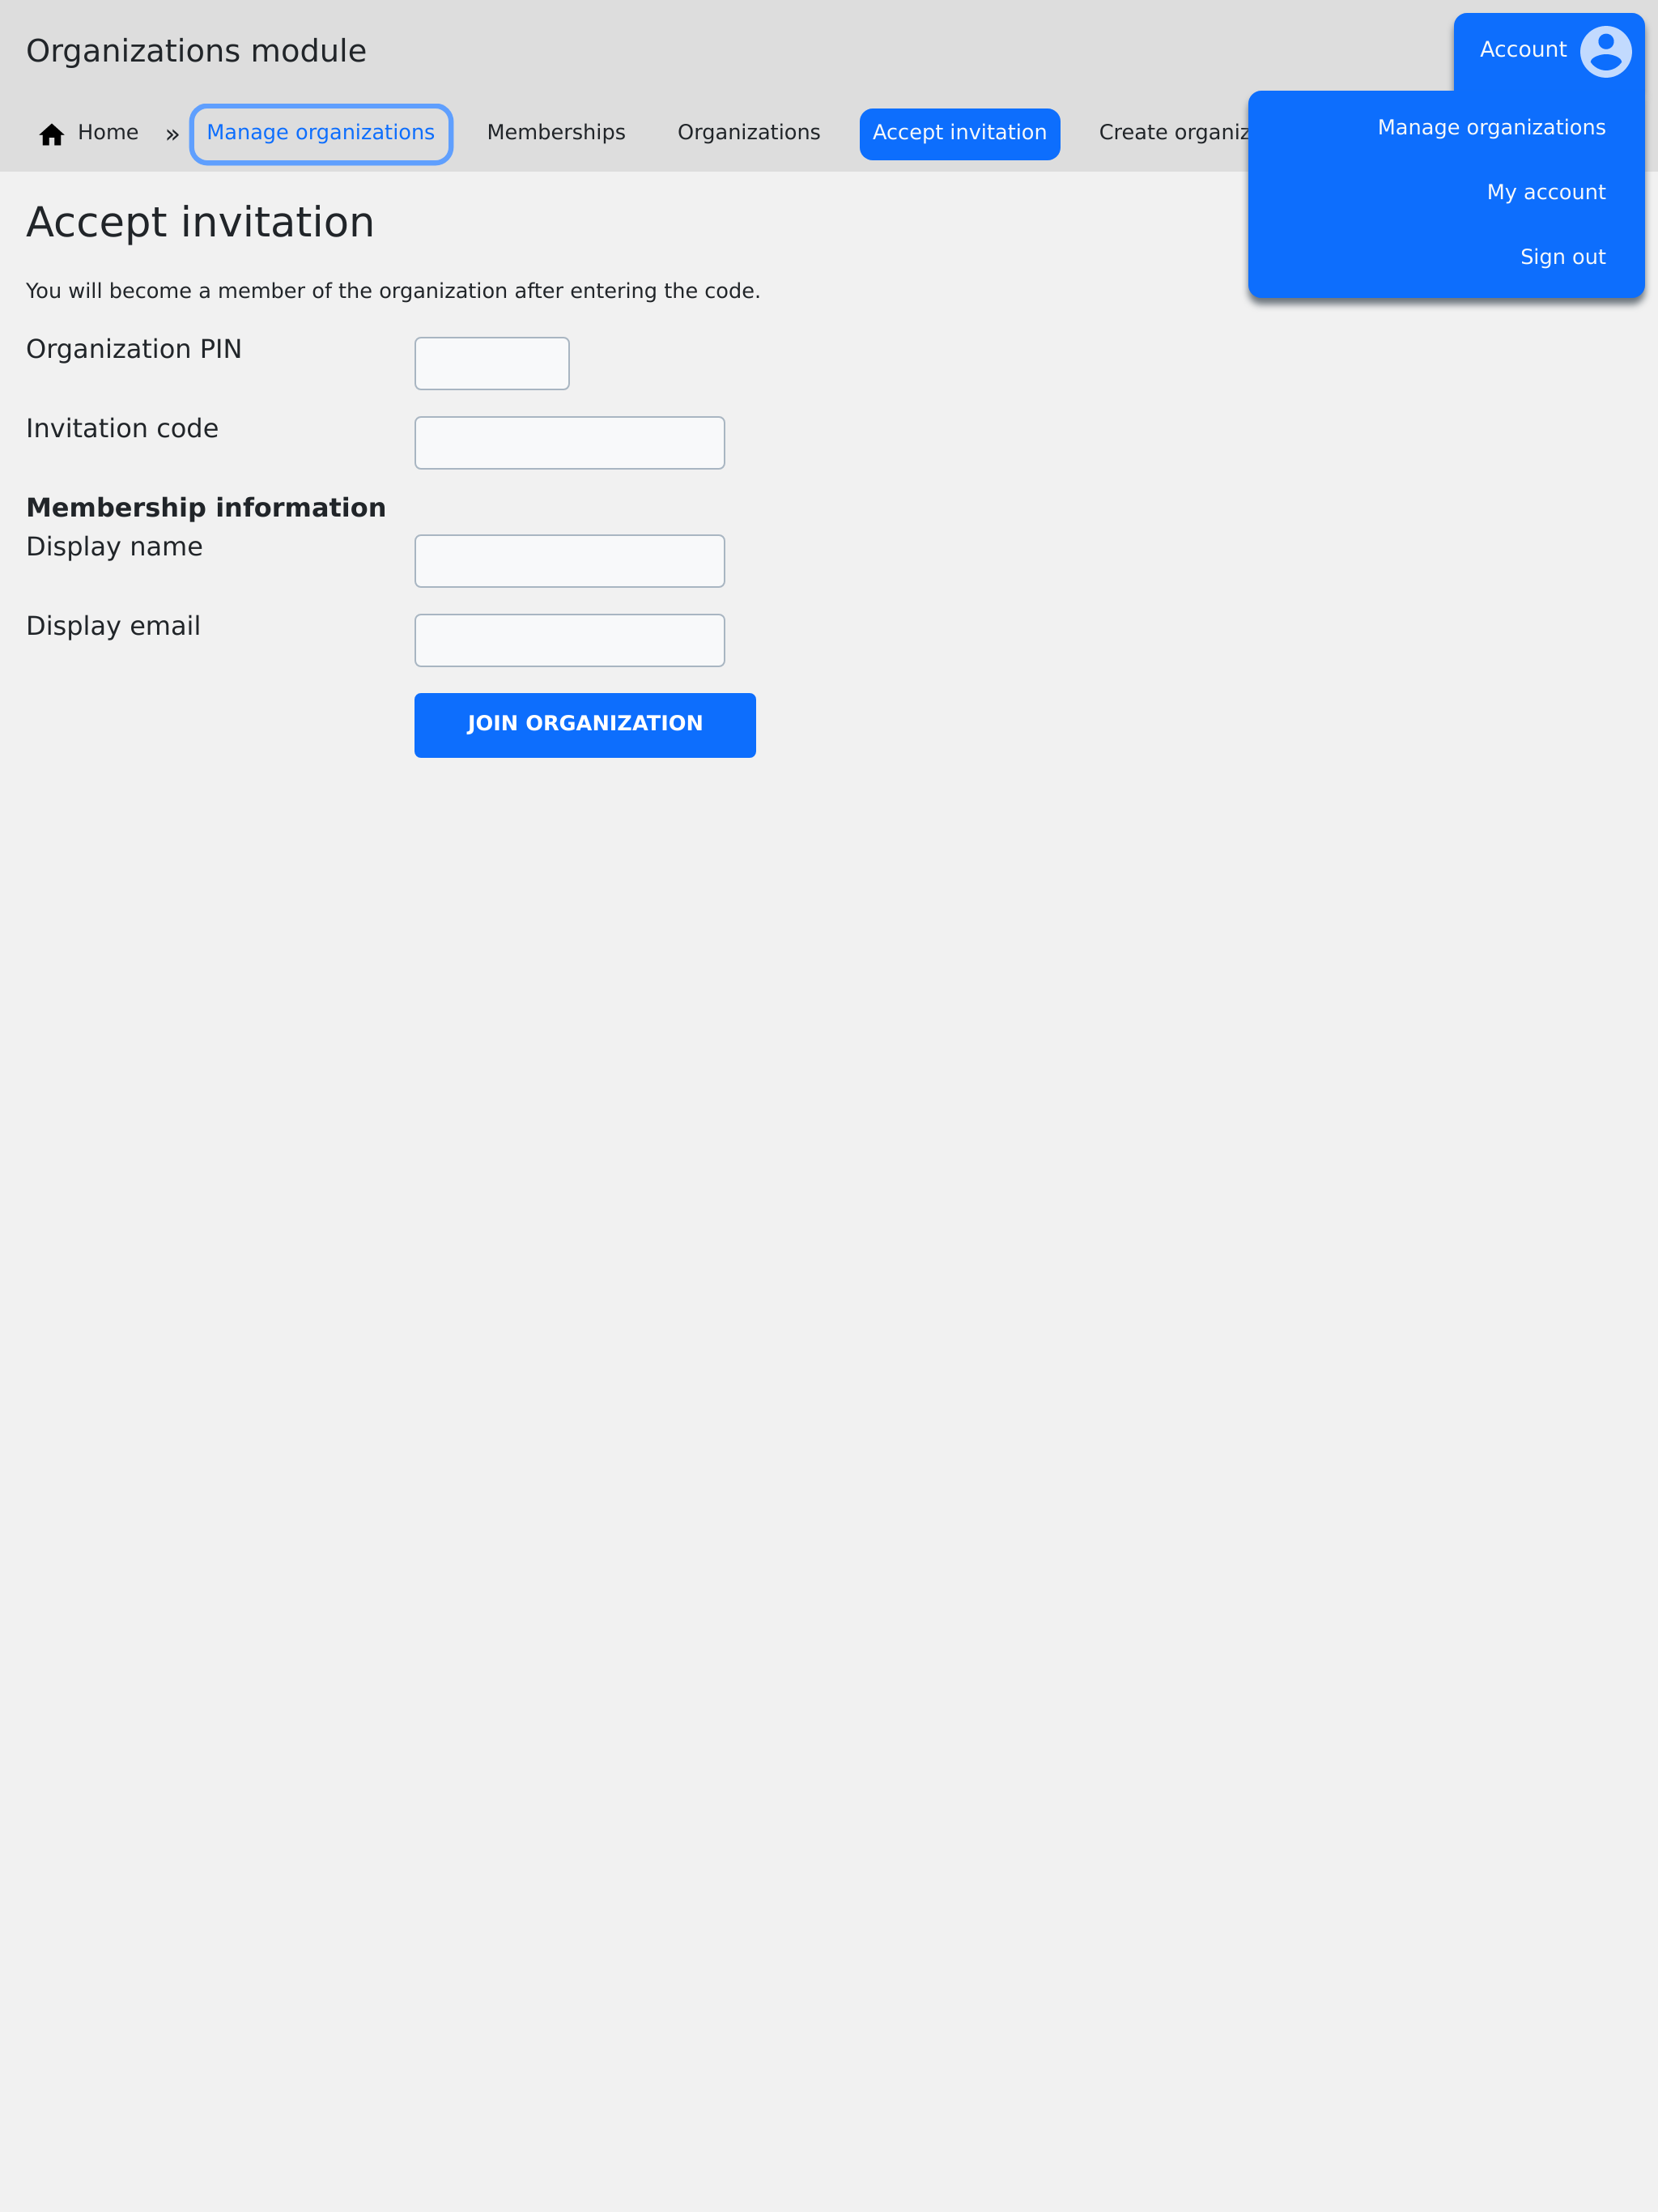 Organizations module
Account
Home » Manage organizations Memberships Organizations Accept invitation Create organiz
Manage organizations
My account
Sign out
Accept invitation
You will become a member of the organization after entering the code.
Organization PIN
Invitation code
Membership information
Display name
Display email
JOIN ORGANIZATION